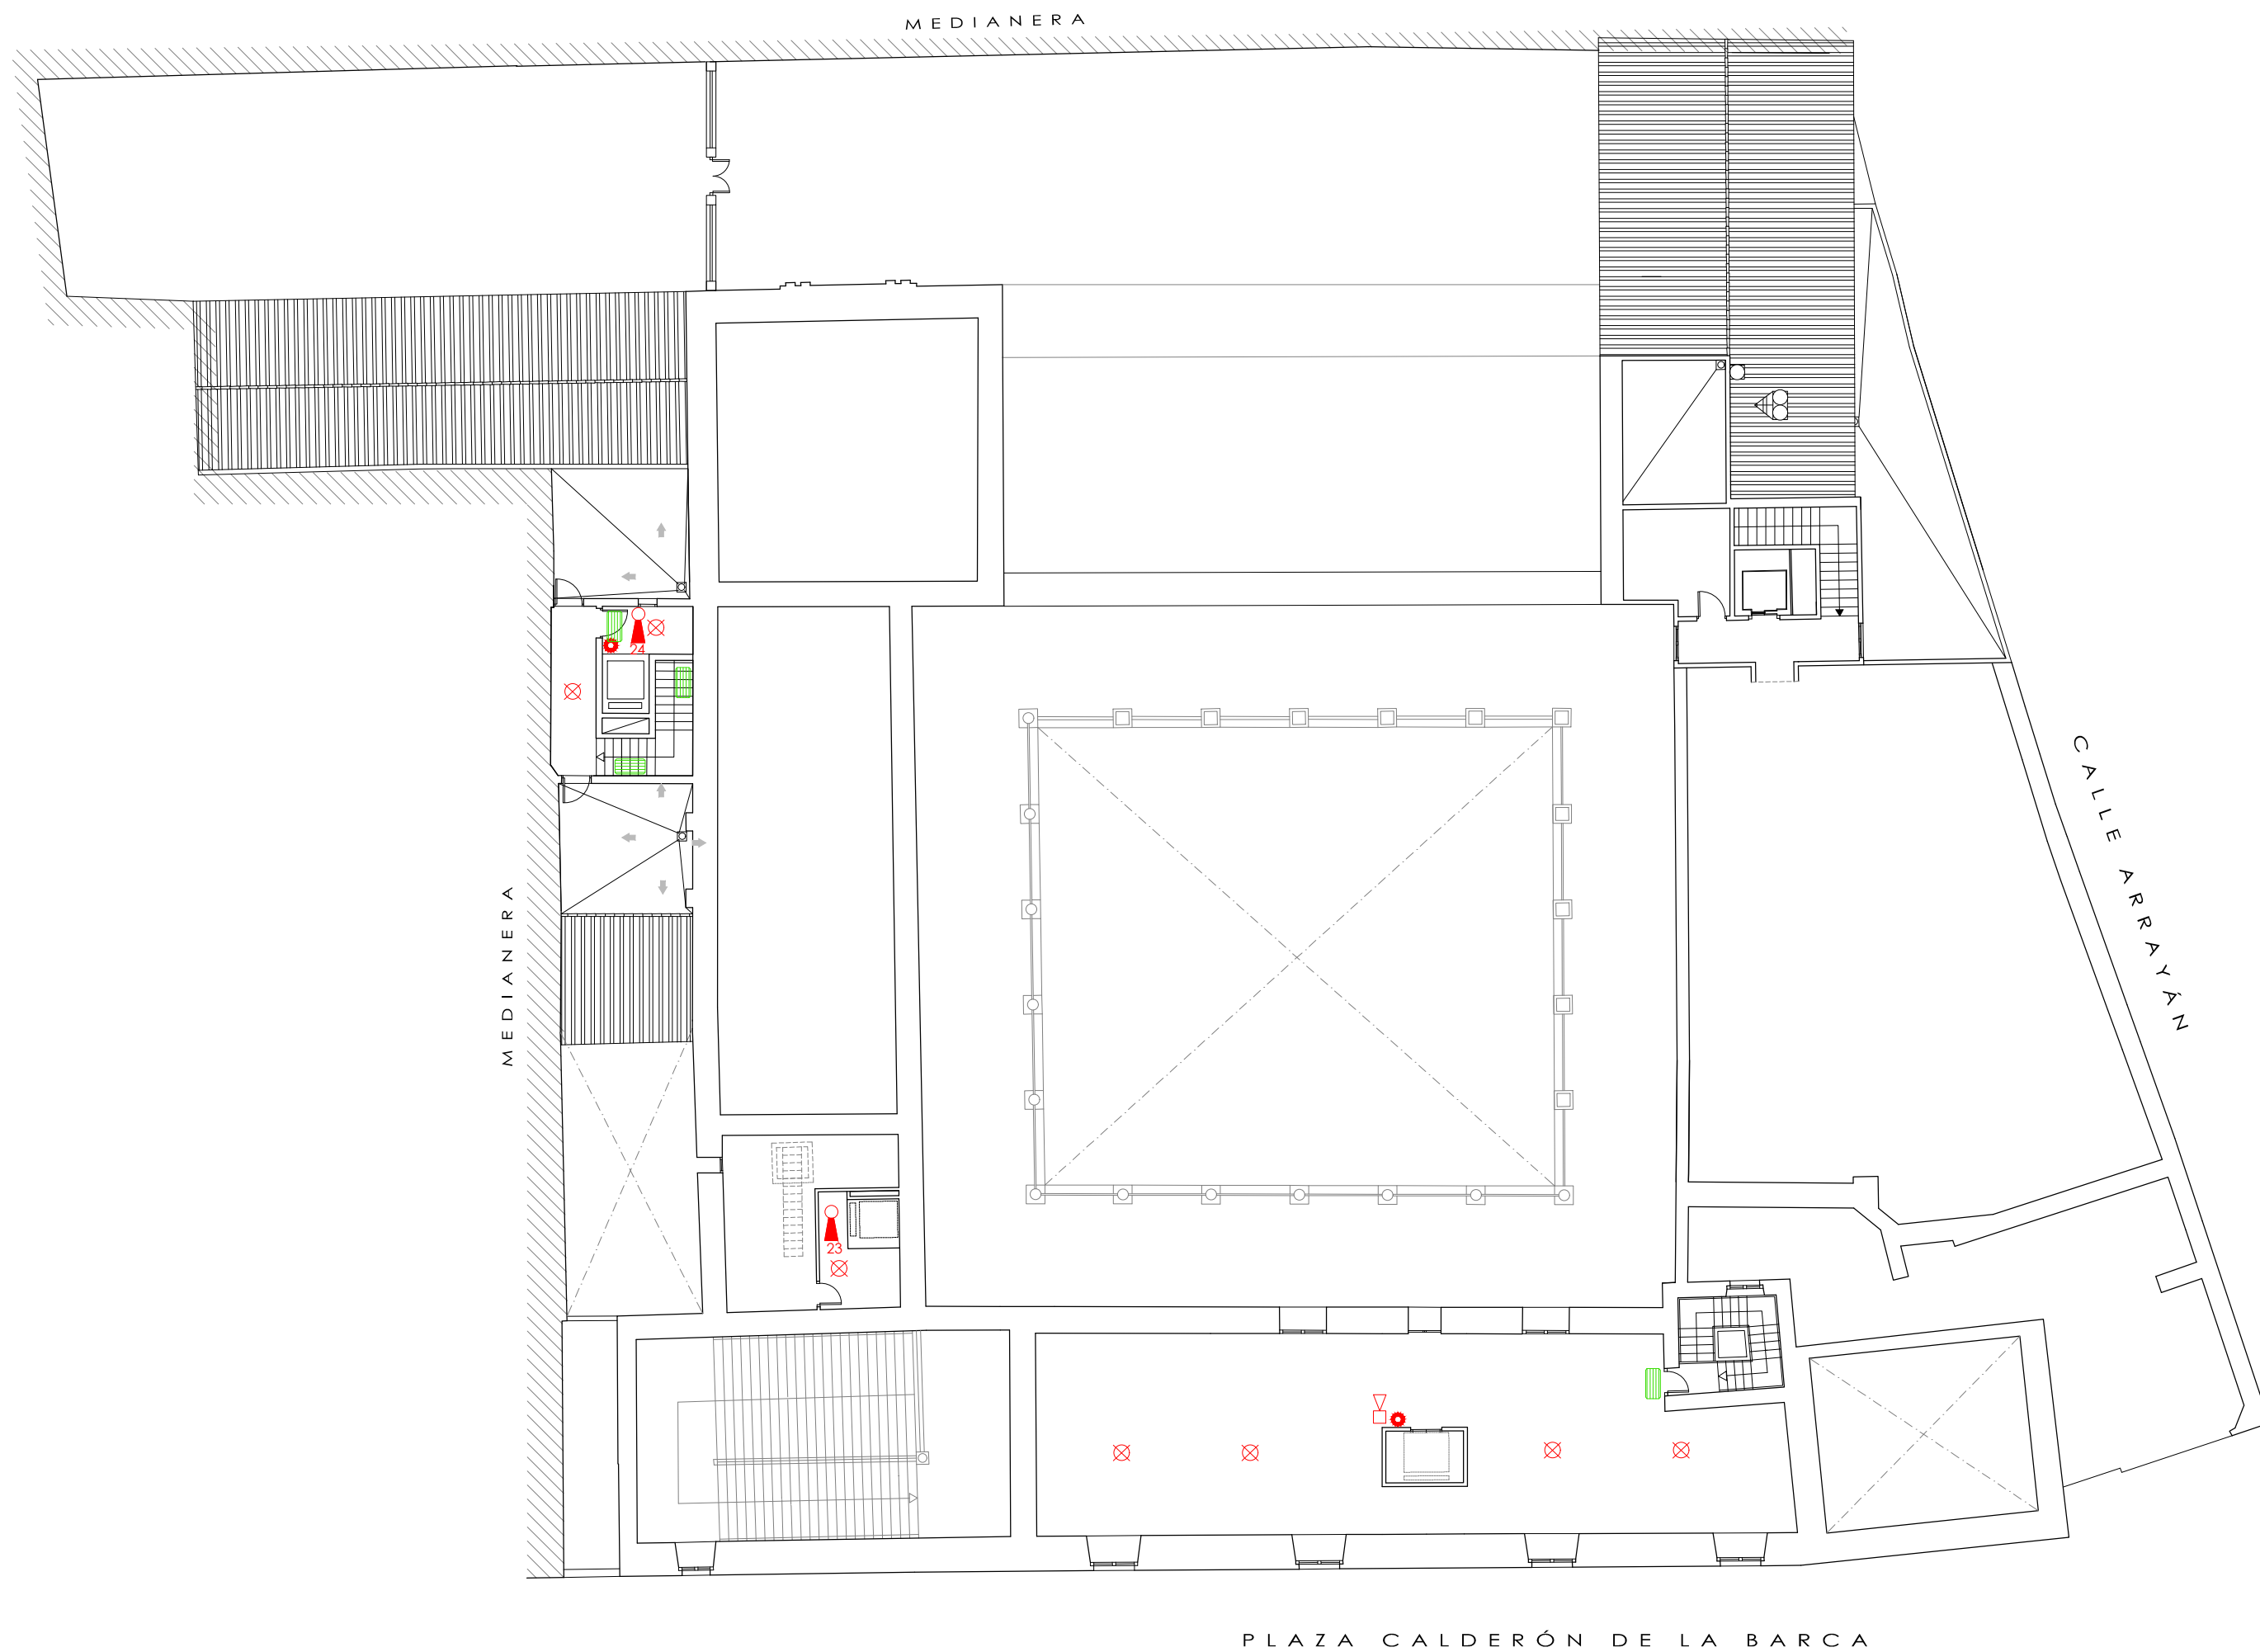 MEDIANERA
24
CALLE ARRAYÁN
MEDIANERA
23
PLAZA CALDERÓN DE LA BARCA